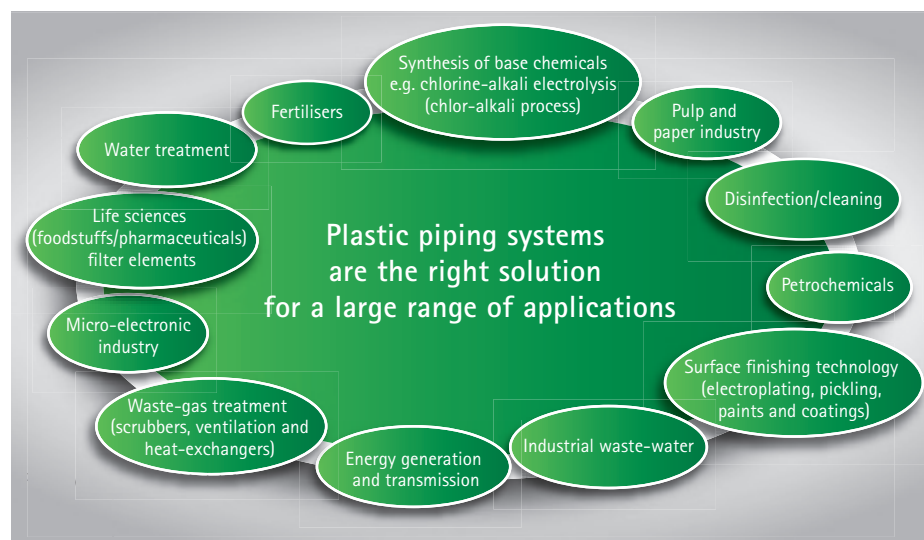 Synthesis of base chemicals
e.g. chlorine-alkali electrolysis
(chlor-alkali process)
Fertilisers
Pulp and
paper industry
Water treatment
Disinfection/cleaning
Life sciences
(foodstuffs/pharmaceuticals)
filter elements
Plastic piping systems
are the right solution
for a large range of applications
Petrochemicals
Micro-electronic
industry
Surface finishing technology
(electroplating, pickling,
paints and coatings)
Waste-gas treatment
(scrubbers, ventilation and
heat-exchangers)
Industrial waste-water
Energy generation
and transmission